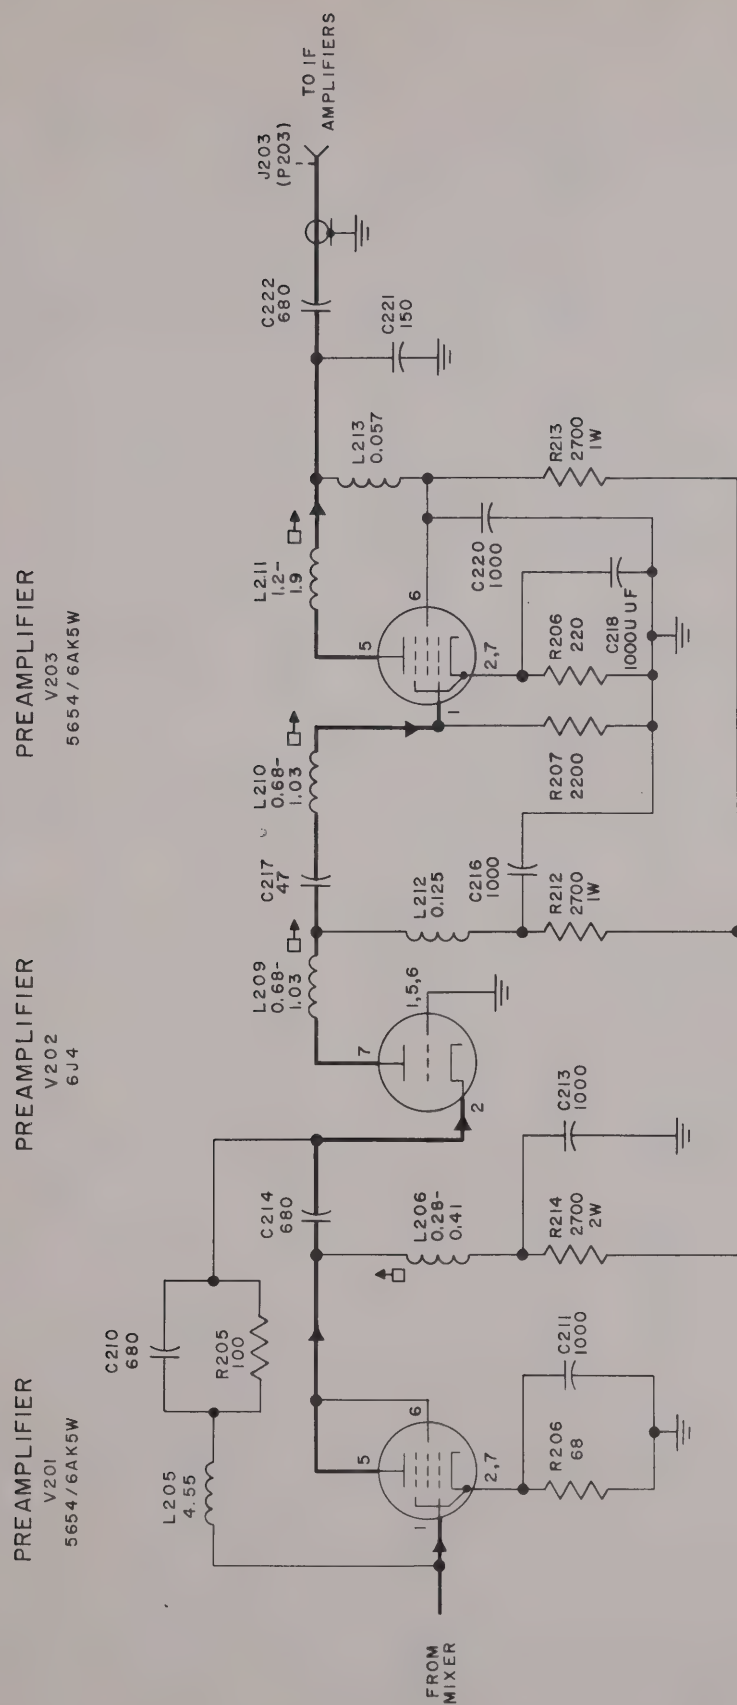 PREAMPLIFIER
V201
5654/6AK5W
PREAMPLIFIER
V202
6J4
PREAMPLIFIER
V203
5654/6AK5W
C210
680
R205
100
L205
4.55
FROM
MIXER
1
5
6
2,7
R206
68
C211
1000
C214
680
L206
0.28-
0.41
R214
2700
2W
C213
1000
2
7
1,5,6
L209
0.68-
1.03
C217
47
L210
0.68-
1.03
L212
0.125
C216
1000
R212
2700
1W
R207
2200
1
5
6
2,7
R206
220
C218
1000UUF
C220
1000
L211
1.2-
1.9
L213
0.057
R213
2700
1W
C221
150
C222
680
J203
(P203)
1
TO IF
AMPLIFIERS